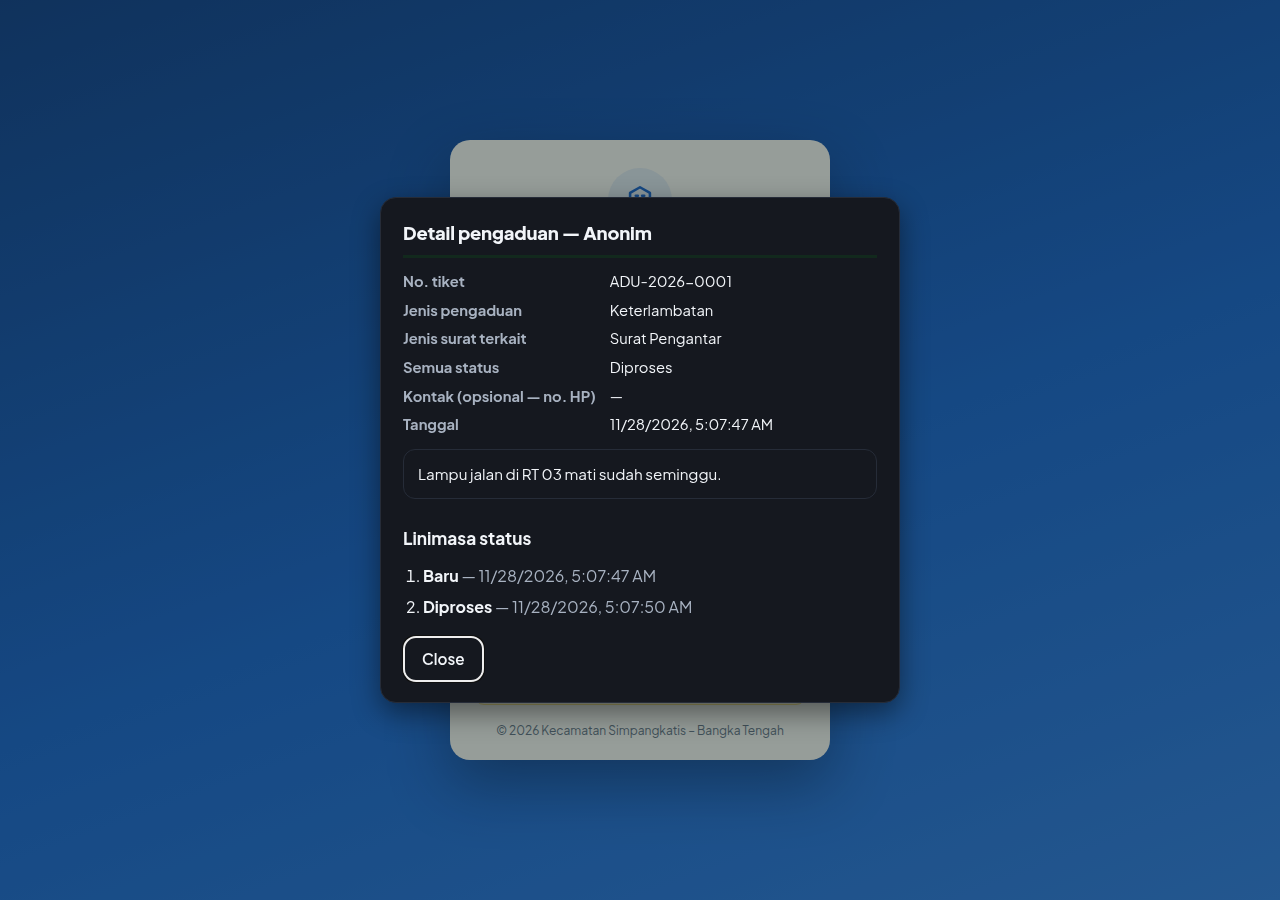 Detail pengaduan — Anonim
No. tiket ADU-2026-0001
Jenis pengaduan Keterlambatan
Jenis surat terkait Surat Pengantar
Semua status Diproses
Kontak (opsional — no. HP) —
Tanggal 11/28/2026, 5:07:47 AM
Lampu jalan di RT 03 mati sudah seminggu.
Linimasa status
1. Baru — 11/28/2026, 5:07:47 AM
2. Diproses — 11/28/2026, 5:07:50 AM
Close
© 2026 Kecamatan Simpangkatis – Bangka Tengah